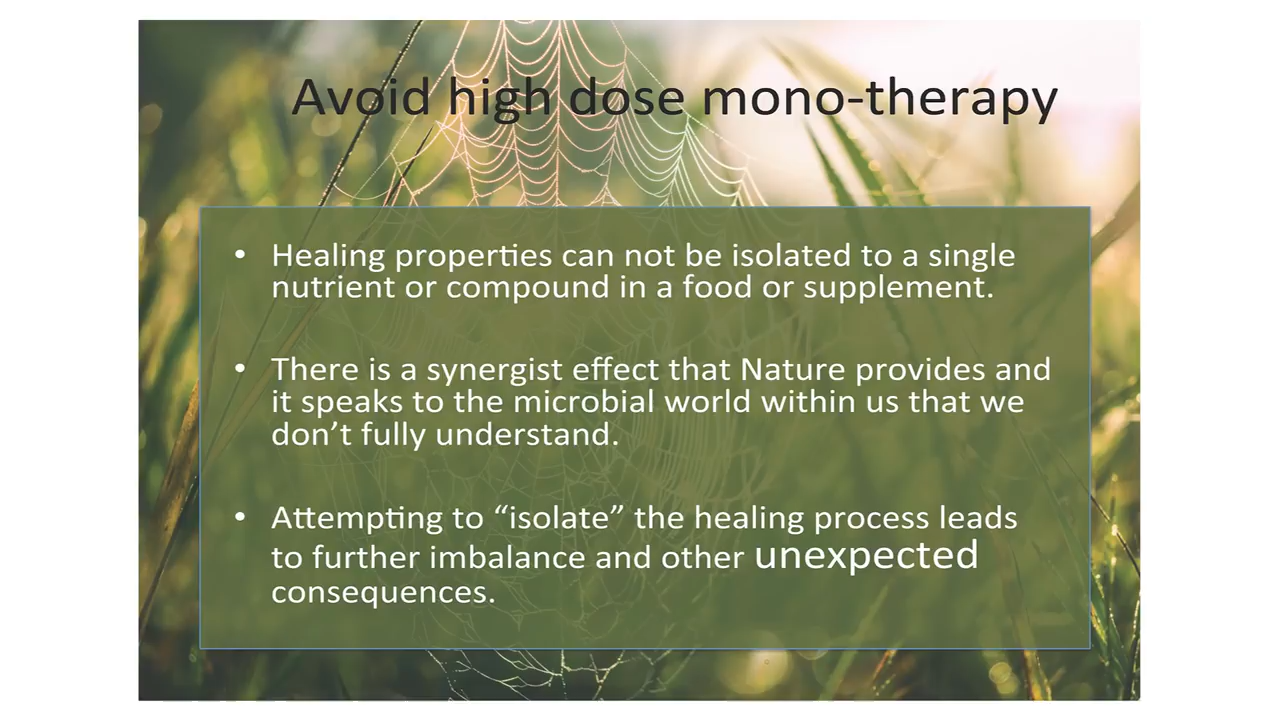 Avoid high dose mono-therapy
• Healing properties can not be isolated to a single
nutrient or compound in a food or supplement.
• There is a synergist effect that Nature provides and
it speaks to the microbial world within us that we
don’t fully understand.
• Attempting to “isolate” the healing process leads
to further imbalance and other unexpected
consequences.